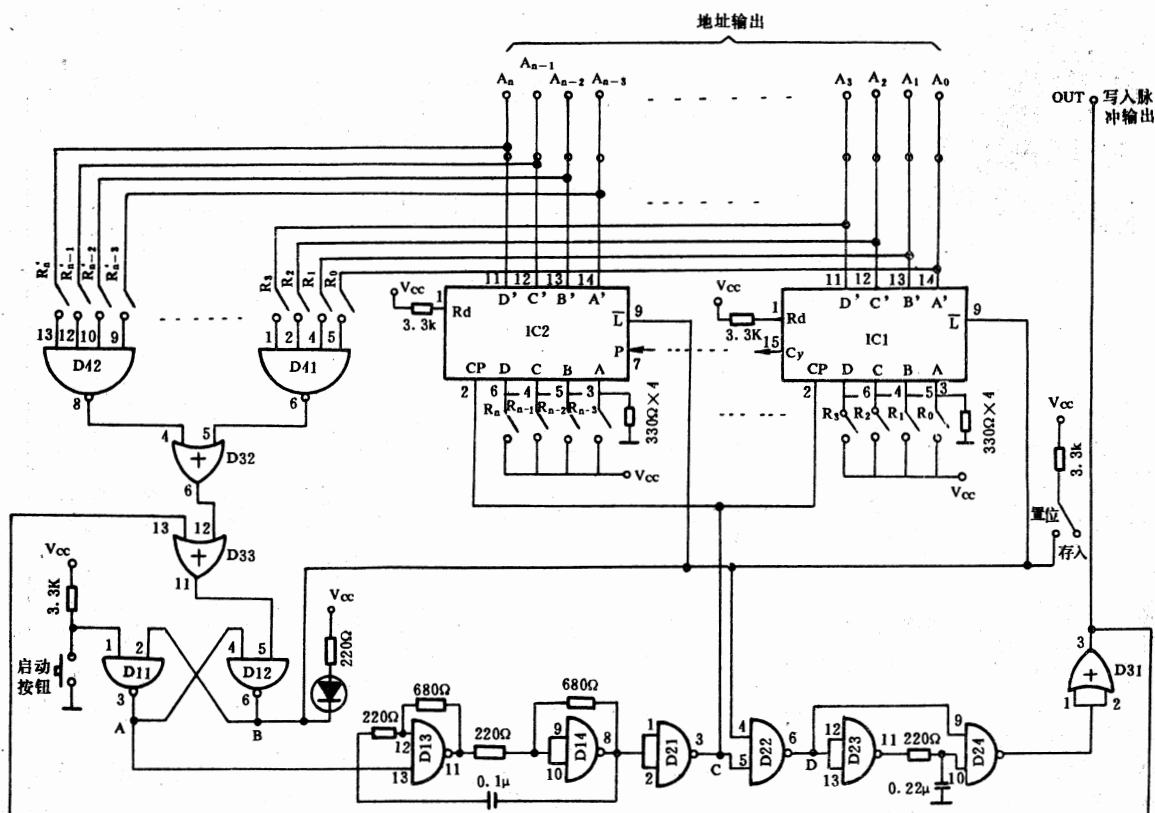 地址输出
An An-1 An-2 An-3 A3 A2 A1 A0
OUT 写入脉冲输出
R'n R'n-1 R'n-2 R'n-3
R3 R2 R1 R0
13 12 10 9
D42
8
1 2 4 5
D41
6
Vcc
3.3k
11 12 13 14
D' C' B' A'
1 Rd
IC2
L 9
P
7
CP D C B A
2 6 4 5 3
Rn Rn-1 Rn-2 Rn-3
330Ω×4
Vcc
Vcc
3.3K
11 12 13 14
D' C' B' A'
1 Rd
IC1
L 9
15 Cy
CP D C B A
2 6 4 5 3
R3 R2 R1 R0
330Ω×4
Vcc
Vcc
3.3k
置位
存入
4 5
D32
6
13 12
D33
11
Vcc
3.3K
启动
按钮
1 2
D11
3
A
4 5
D12
6
B
Vcc
220Ω
680Ω
220Ω
12
13
D13
11
220Ω
0.1μ
680Ω
9
10
D14
8
1
2
D21
3
C
4
5
D22
6
D
12
13
D23
11
220Ω
0.22μ
9
10
D24
3
D31
1 2